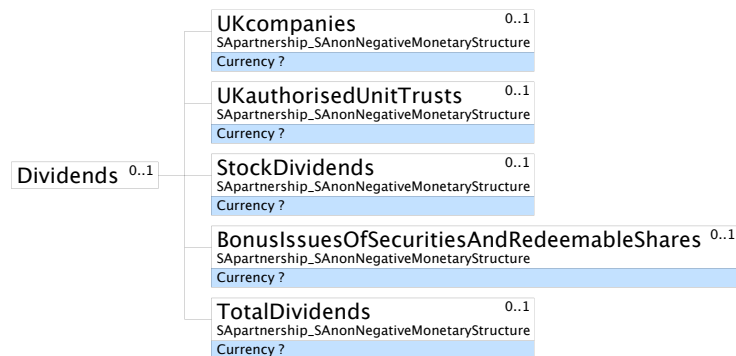 UKcompanies 0..1
SApartnership_SAnonNegativeMonetaryStructure
Currency ?
UKauthorisedUnitTrusts 0..1
SApartnership_SAnonNegativeMonetaryStructure
Currency ?
Dividends 0..1
StockDividends 0..1
SApartnership_SAnonNegativeMonetaryStructure
Currency ?
BonusIssuesOfSecuritiesAndRedeemableShares 0..1
SApartnership_SAnonNegativeMonetaryStructure
Currency ?
TotalDividends 0..1
SApartnership_SAnonNegativeMonetaryStructure
Currency ?